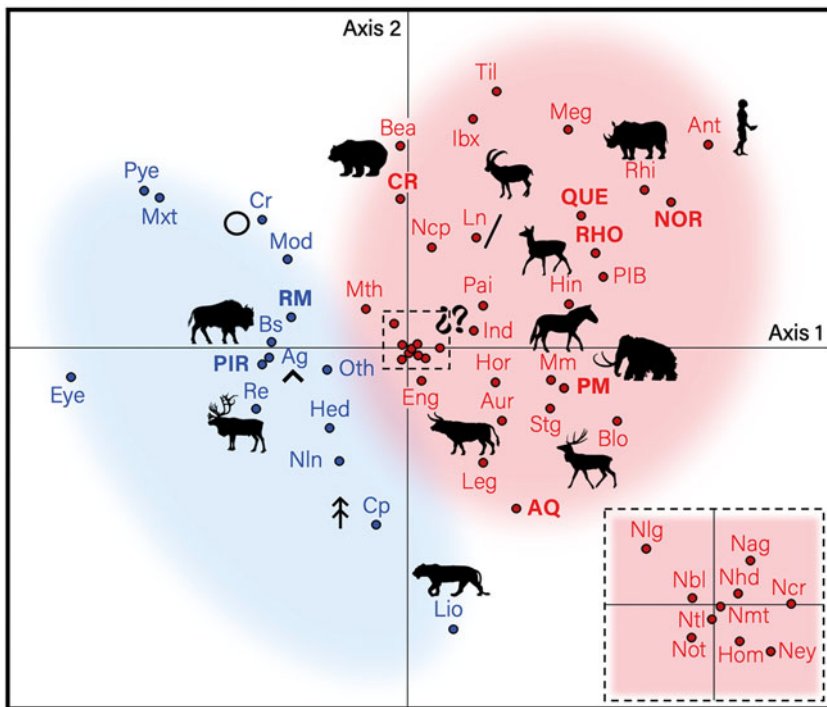 Axis 2
Til
Meg
Ibx
Bea
Ant
Pye
Rhi
Mxt
CR
Cr
QUE
NOR
Ln
RHO
Ncp
Mod
PIB
RM
Mth
Pai
Hin
¿?
Axis 1
Bs
Ind
PIR
Ag
Oth
Hor
Mm
Eye
Eng
PM
Re
Aur
Stg
Blo
Hed
Nln
Leg
Cp
AQ
Lio
Nlg
Nag
Nbl
Nhd
Ncr
Ntl
Nmt
Not
Hom
Ney